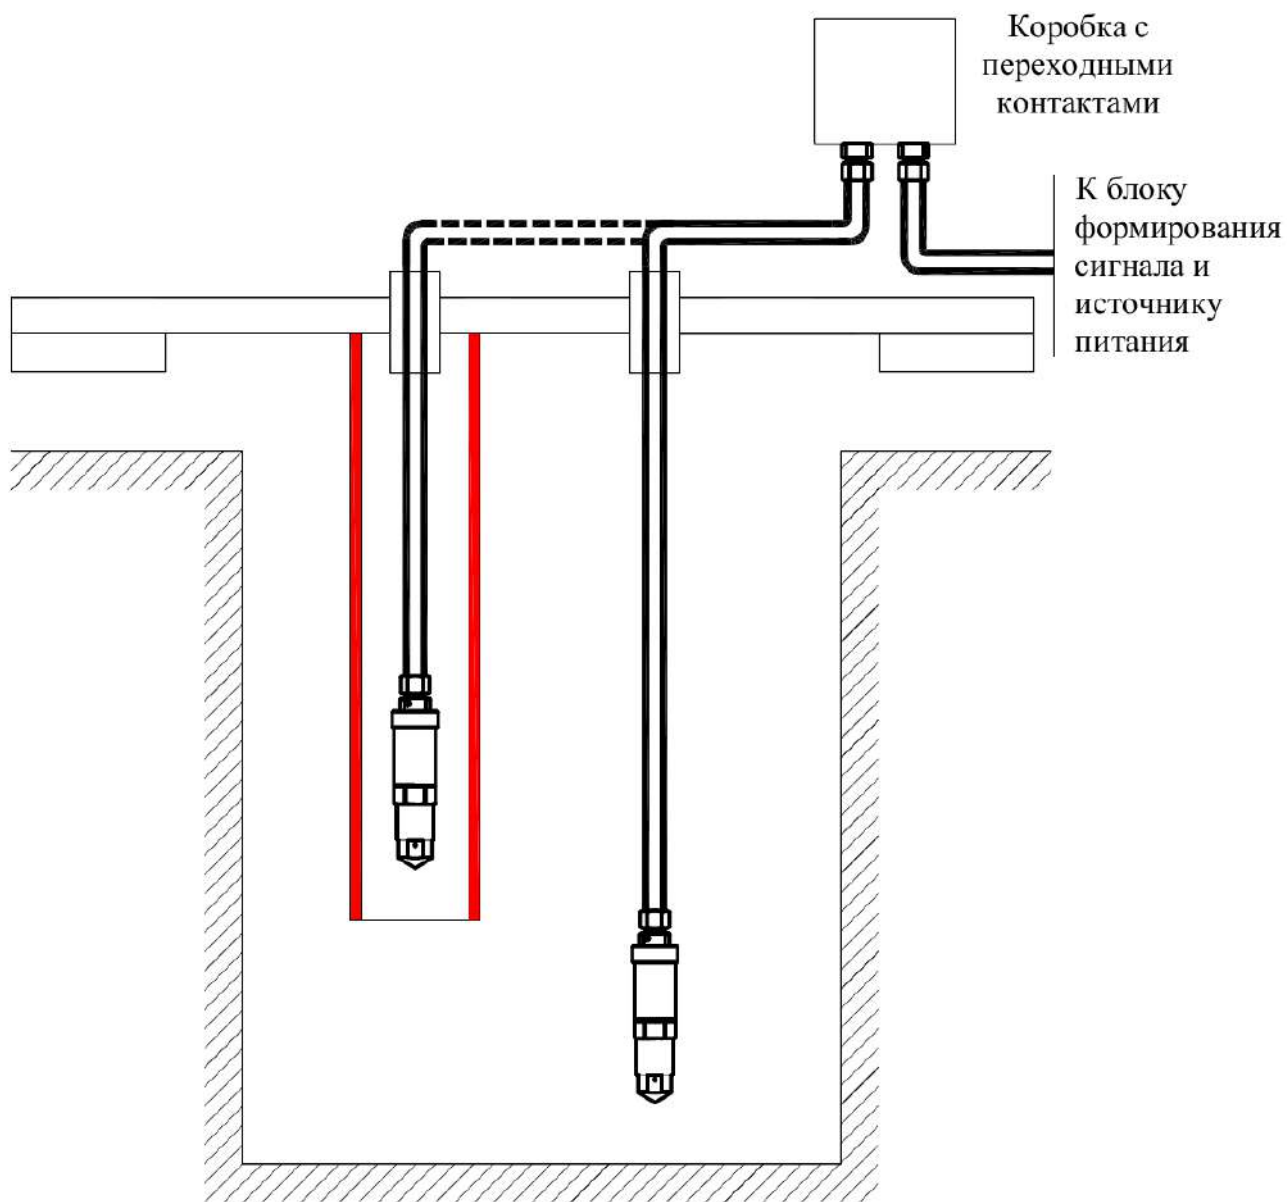 Коробка с
переходными
контактами
К блоку
формирования
сигнала и
источнику
питания